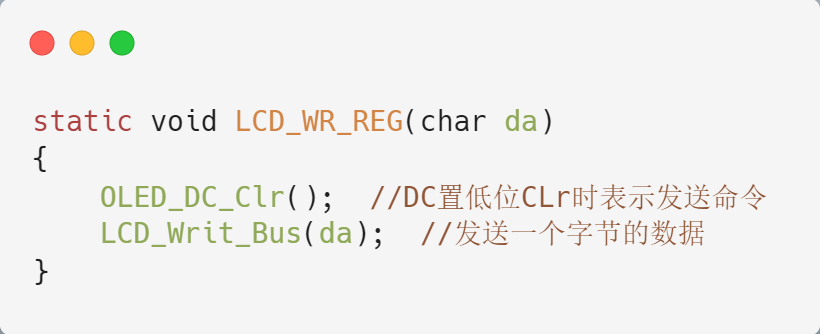 static void LCD_WR_REG(char da)
{
    OLED_DC_Clr();  //DC置低位CLr时表示发送命令
    LCD_Writ_Bus(da);  //发送一个字节的数据
}